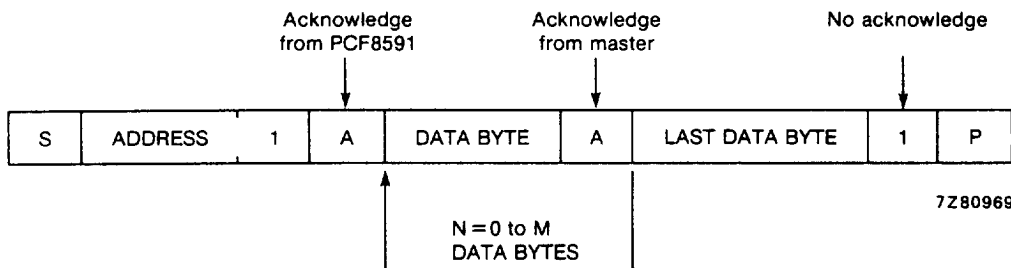 Acknowledge
from PCF8591
Acknowledge
from master
No acknowledge
S ADDRESS 1 A DATA BYTE A LAST DATA BYTE 1 P
7Z80969
N = 0 to M
DATA BYTES